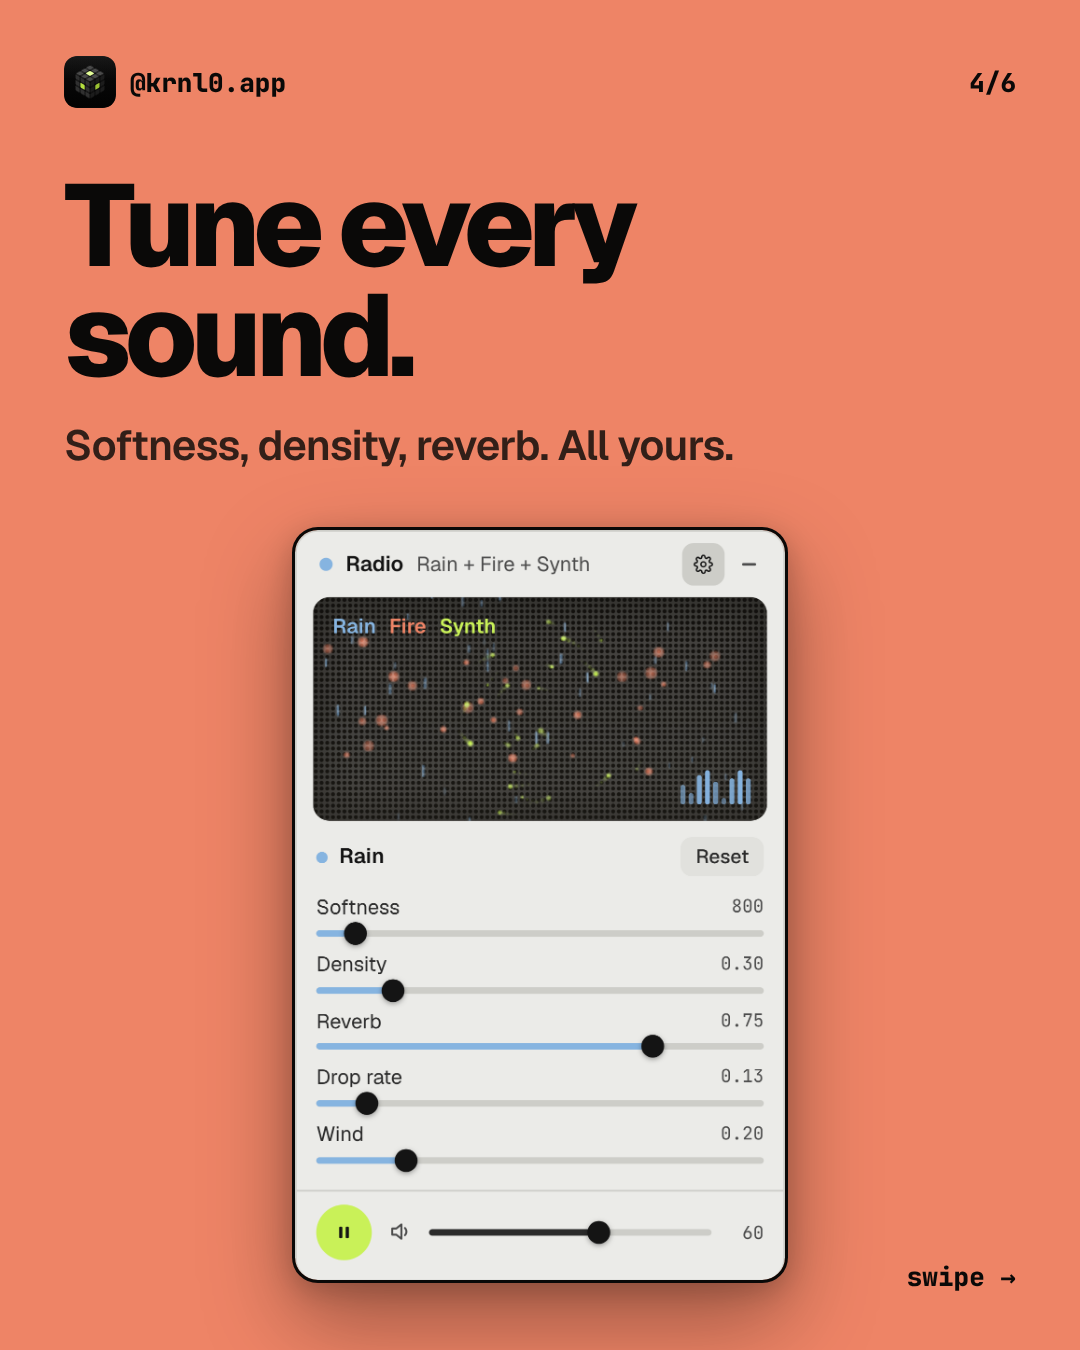 @krnl0.app
4/6
Tune every
sound.
Softness, density, reverb. All yours.
Radio Rain + Fire + Synth
Rain Fire Synth
Rain
Reset
Softness 800
Density 0.30
Reverb 0.75
Drop rate 0.13
Wind 0.20
60
swipe →